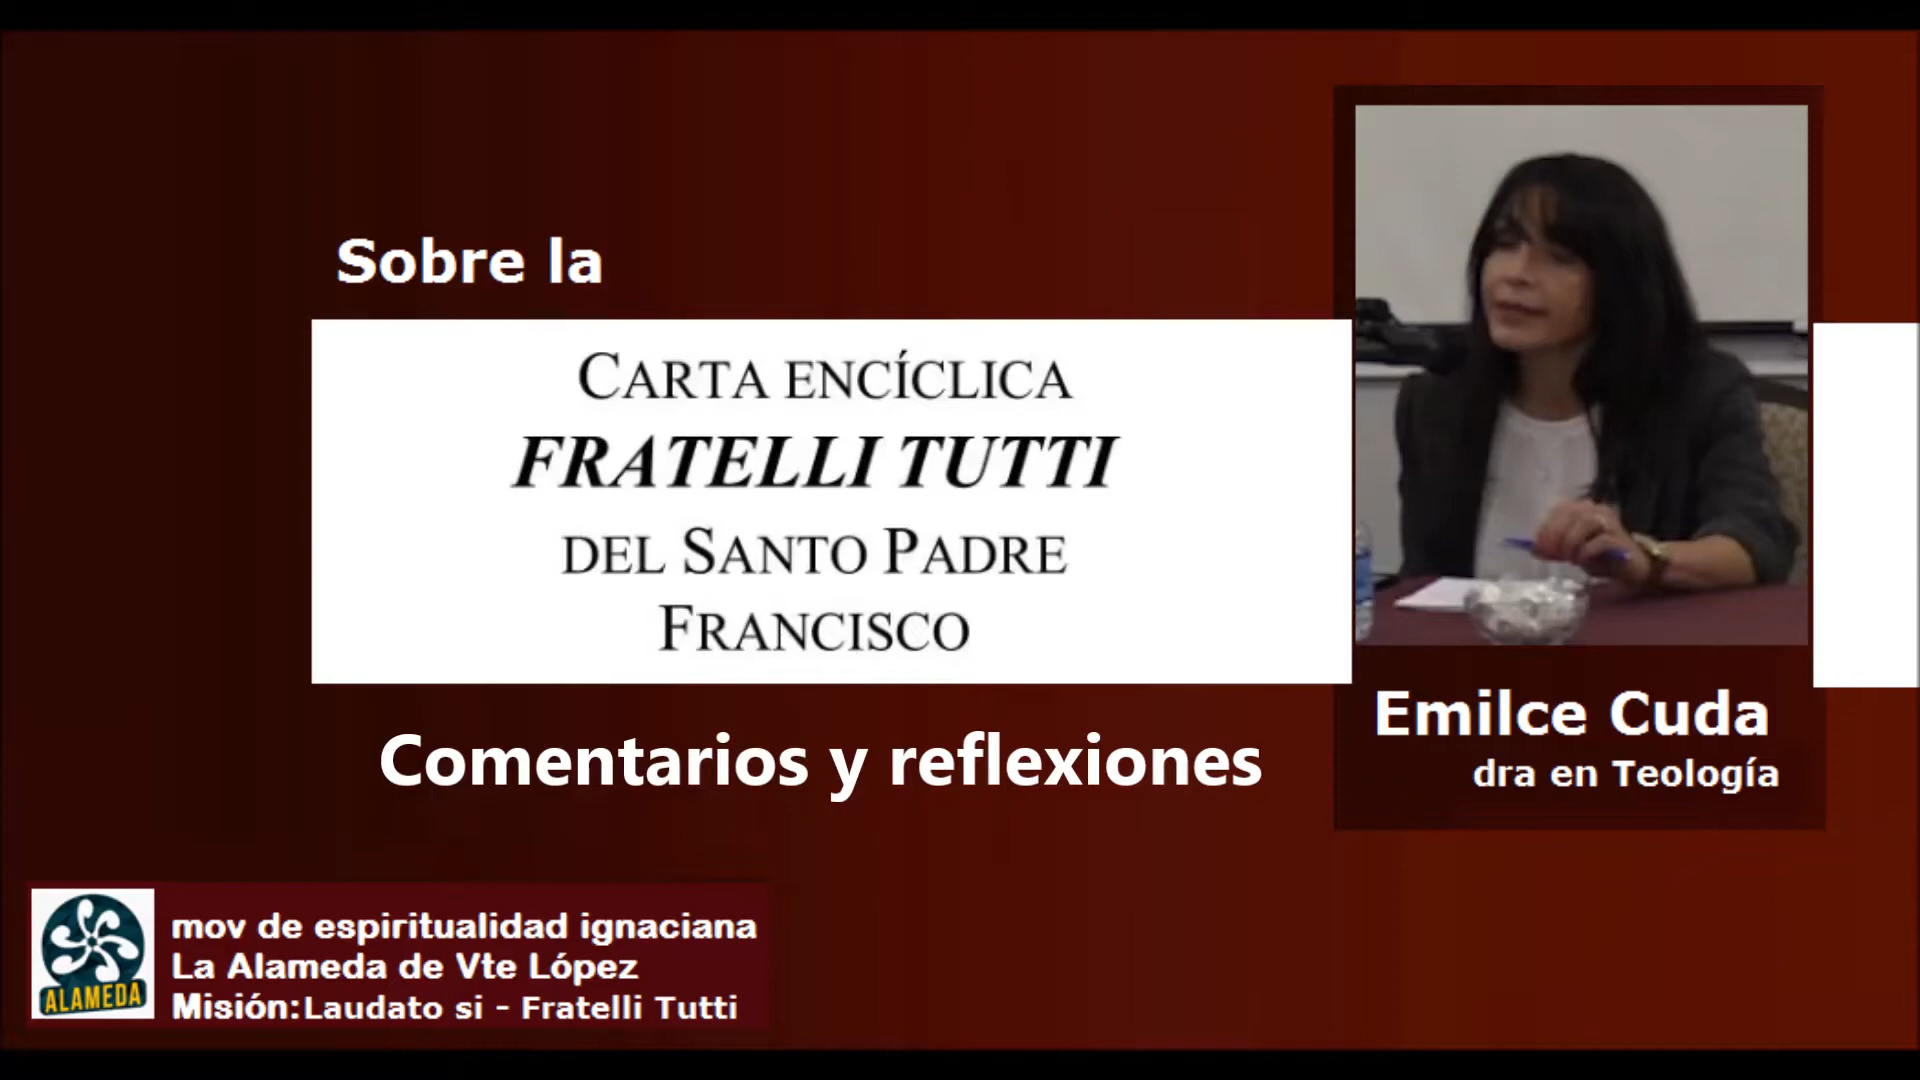 Sobre la
CARTA ENCÍCLICA
FRATELLI TUTTI
DEL SANTO PADRE
FRANCISCO
Comentarios y reflexiones
Emilce Cuda
dra en Teología
ALAMEDA
mov de espiritualidad ignaciana
La Alameda de Vte López
Misión:Laudato si - Fratelli Tutti